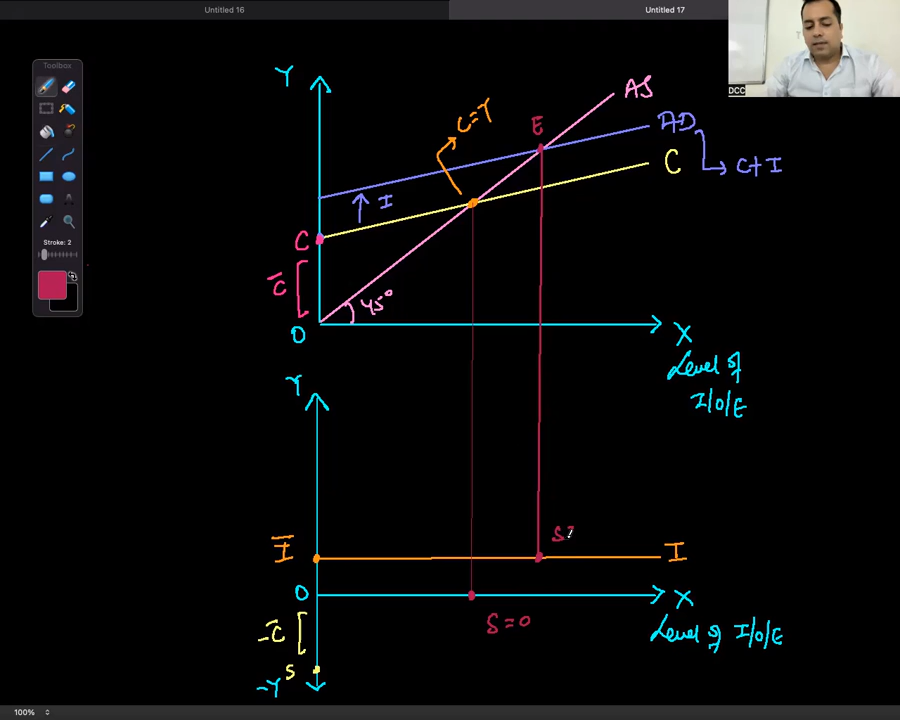 Untitled 16
Untitled 17
DCC
Toolbox
Stroke: 2
Y
AS
C=Y
E
AD
C+I
C
I
C
C̄
45°
O
X
Level of
I/O/E
Y
S=
Ī
I
O
X
S=0
-C̄
Level of I/O/E
S
-Y
100%